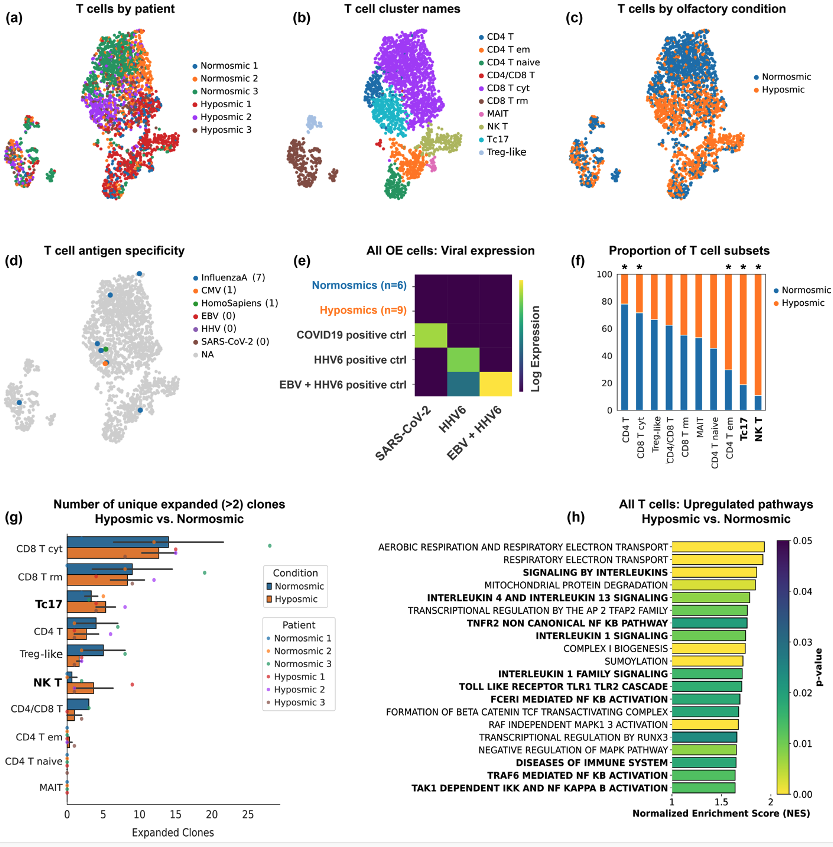 (a)
T cells by patient
Normosmic 1
Normosmic 2
Normosmic 3
Hyposmic 1
Hyposmic 2
Hyposmic 3
(b)
T cell cluster names
CD4 T
CD4 T em
CD4 T naive
CD4/CD8 T
CD8 T cyt
CD8 T rm
MAIT
NK T
Tc17
Treg-like
(c)
T cells by olfactory condition
Normosmic
Hyposmic
(d)
T cell antigen specificity
InfluenzaA (7)
CMV (1)
HomoSapiens (1)
EBV (0)
HHV (0)
SARS-CoV-2 (0)
NA
(e)
All OE cells: Viral expression
Normosmics (n=6)
Hyposmics (n=9)
COVID19 positive ctrl
HHV6 positive ctrl
EBV + HHV6 positive ctrl
SARS-CoV-2
HHV6
EBV + HHV6
Log Expression
(f)
Proportion of T cell subsets
100
80
60
40
20
0
* * * * *
CD4 T
CD8 T cyt
Treg-like
CD4/CD8 T
CD8 T rm
MAIT
CD4 T naive
CD4 T em
Tc17
NK T
Normosmic
Hyposmic
(g)
Number of unique expanded (>2) clones
Hyposmic vs. Normosmic
CD8 T cyt
CD8 T rm
Tc17
CD4 T
Treg-like
NK T
CD4/CD8 T
CD4 T em
CD4 T naive
MAIT
0 5 10 15 20 25
Expanded Clones
Condition
Normosmic
Hyposmic
Patient
Normosmic 1
Normosmic 2
Normosmic 3
Hyposmic 1
Hyposmic 2
Hyposmic 3
(h)
All T cells: Upregulated pathways
Hyposmic vs. Normosmic
AEROBIC RESPIRATION AND RESPIRATORY ELECTRON TRANSPORT
RESPIRATORY ELECTRON TRANSPORT
SIGNALING BY INTERLEUKINS
MITOCHONDRIAL PROTEIN DEGRADATION
INTERLEUKIN 4 AND INTERLEUKIN 13 SIGNALING
TRANSCRIPTIONAL REGULATION BY THE AP 2 TFAP2 FAMILY
TNFR2 NON CANONICAL NF KB PATHWAY
INTERLEUKIN 1 SIGNALING
COMPLEX I BIOGENESIS
SUMOYLATION
INTERLEUKIN 1 FAMILY SIGNALING
TOLL LIKE RECEPTOR TLR1 TLR2 CASCADE
FCERI MEDIATED NF KB ACTIVATION
FORMATION OF BETA CATENIN TCF TRANSACTIVATING COMPLEX
RAF INDEPENDENT MAPK1 3 ACTIVATION
TRANSCRIPTIONAL REGULATION BY RUNX3
NEGATIVE REGULATION OF MAPK PATHWAY
DISEASES OF IMMUNE SYSTEM
TRAF6 MEDIATED NF KB ACTIVATION
TAK1 DEPENDENT IKK AND NF KAPPA B ACTIVATION
1 1.5 2
Normalized Enrichment Score (NES)
0.05
0.04
0.03
0.02
0.01
0.00
p-value